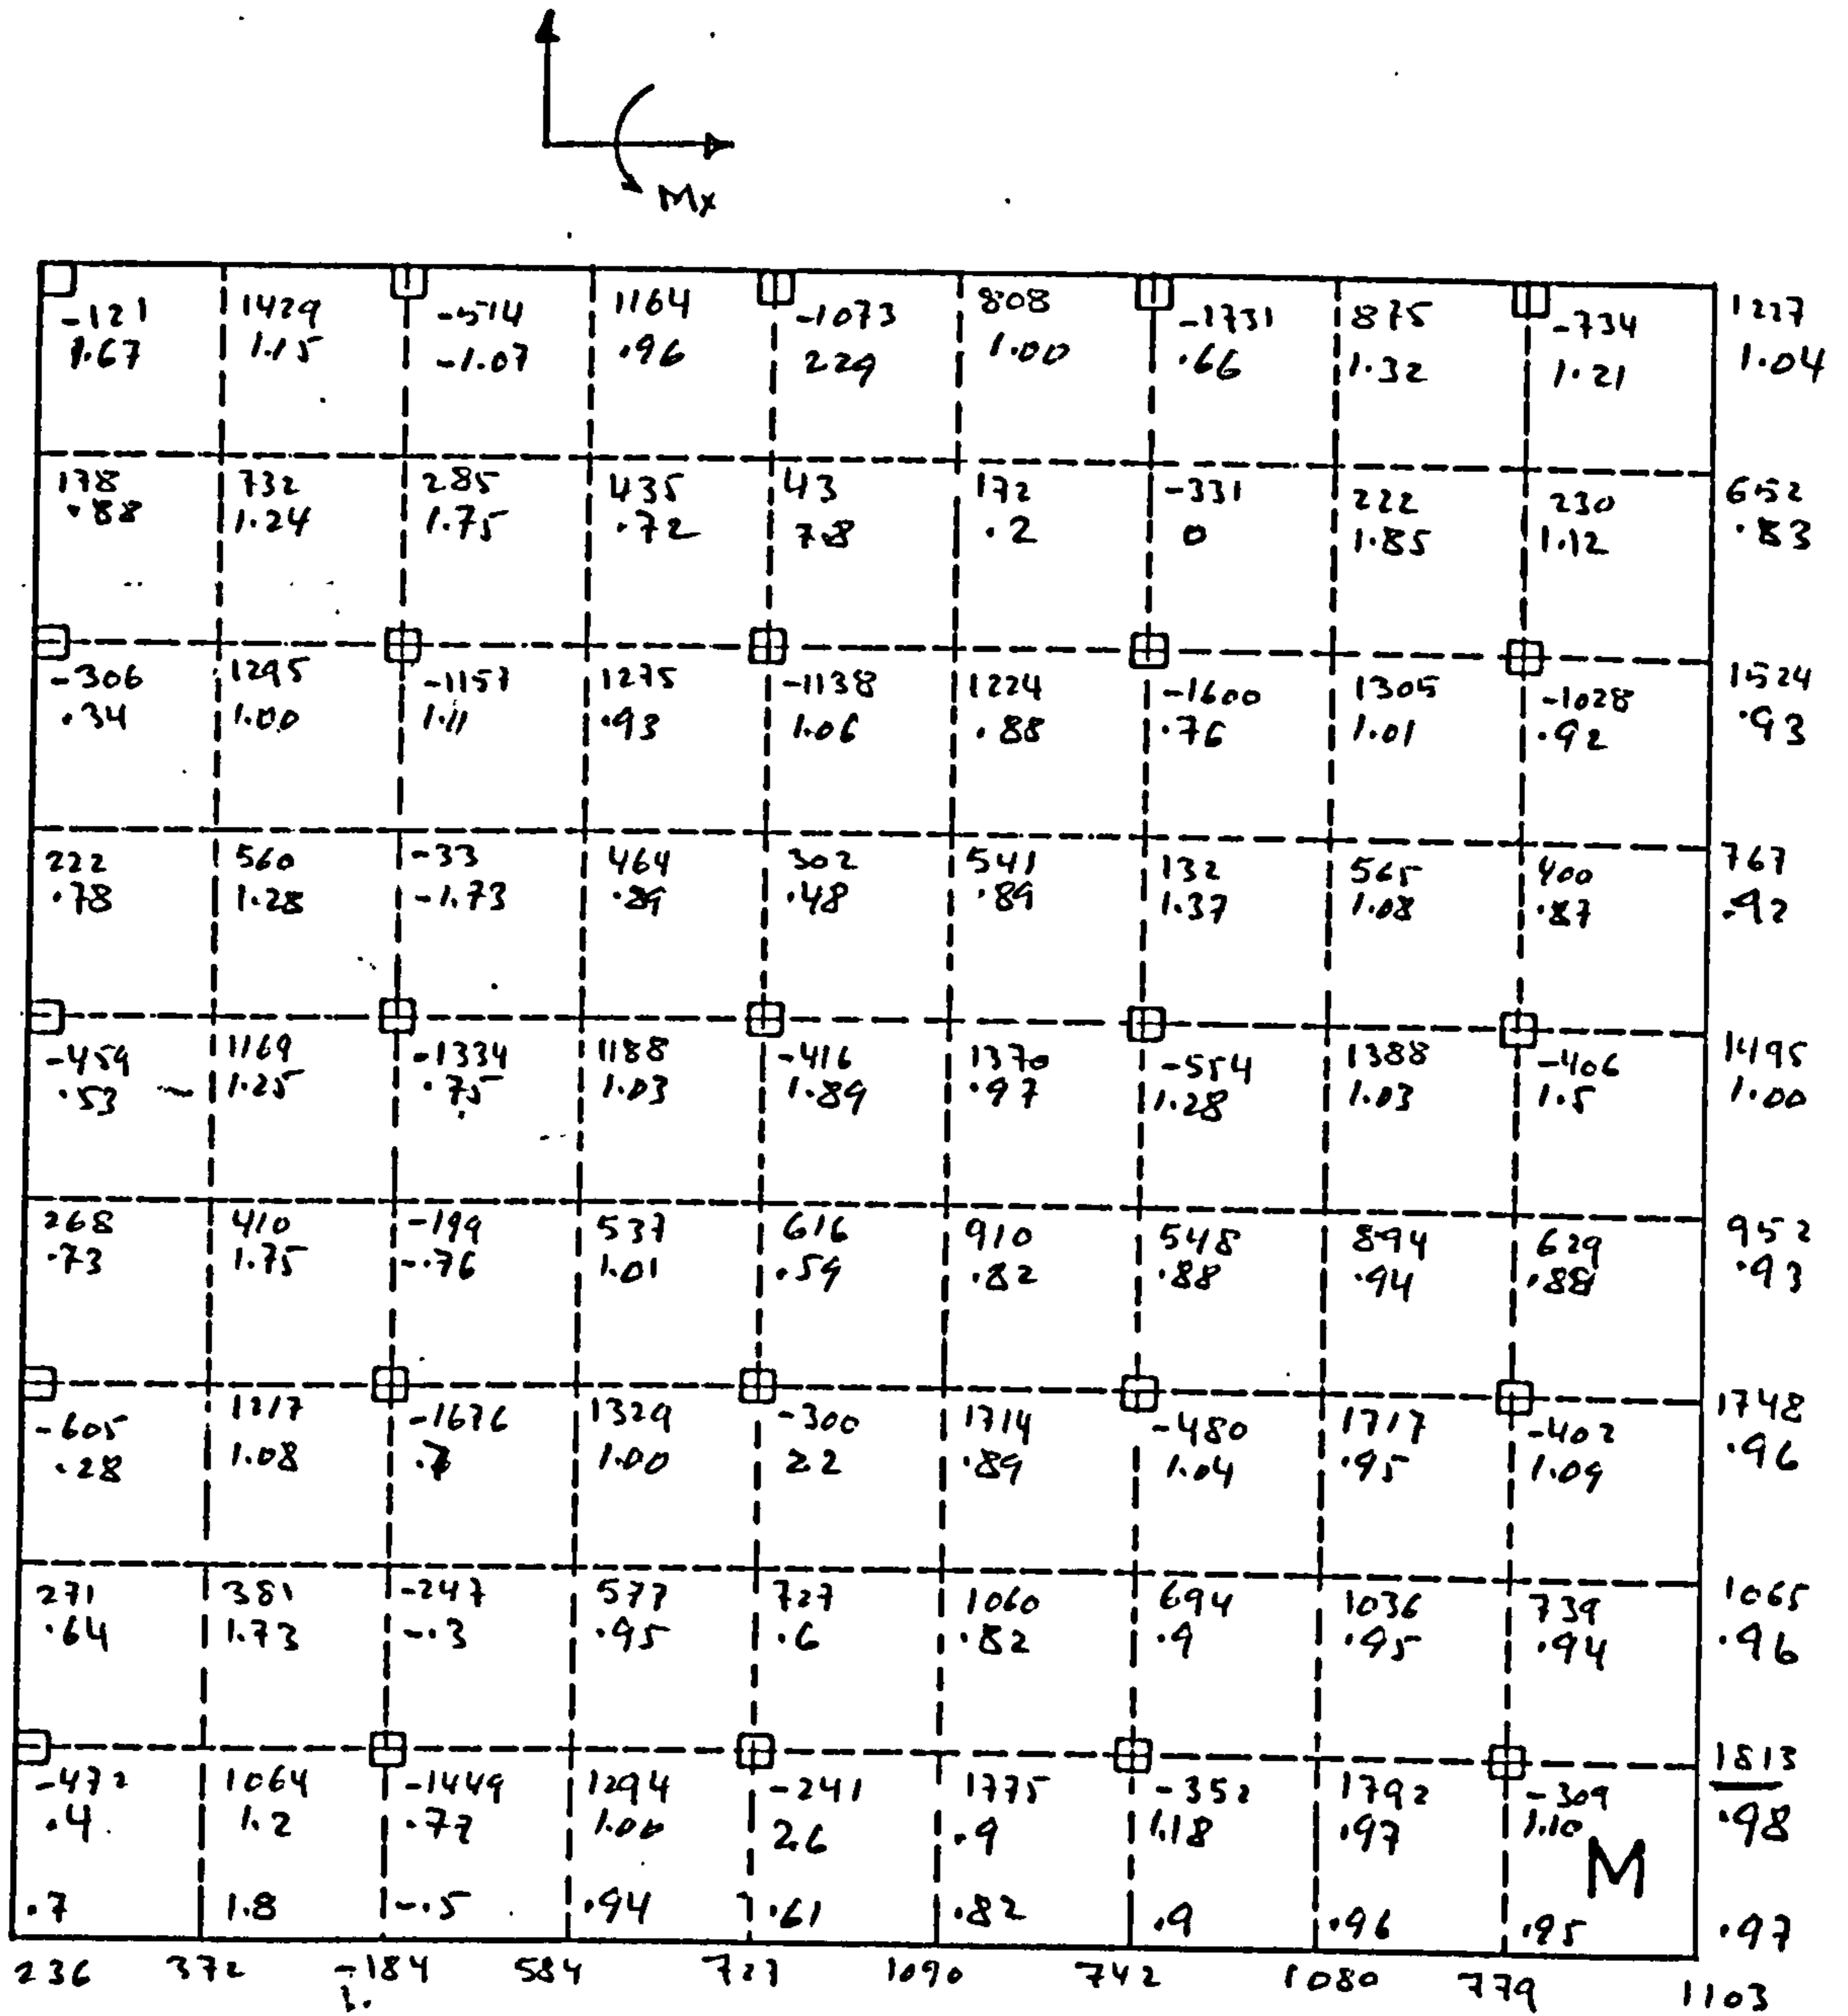 Mx
-121 1429 -514 1164 -1073 808 -1731 875 -734 1227
1.67 1.15 -1.07 .96 229 1.00 .66 1.32 1.21 1.04
178 732 285 435 43 172 -331 222 230 652
.88 1.24 1.75 .72 7.8 .2 0 1.85 1.12 .83
-306 1295 -1157 1275 -1138 1224 -1600 1305 -1028 1524
.34 1.00 1.11 .93 1.06 .88 .76 1.01 .92 .93
222 560 -33 464 302 541 132 565 400 767
.78 1.28 -1.73 .89 .48 .89 1.37 1.08 .87 .92
-459 1169 -1334 1188 -416 1370 -554 1388 -406 1495
.53 1.25 .75 1.03 1.89 .97 1.28 1.03 1.5 1.00
268 410 -199 537 616 910 548 894 629 952
.73 1.75 -.76 1.01 .59 .82 .88 .94 .88 .93
-605 1217 -1676 1329 -300 1714 -480 1717 -402 1748
.28 1.08 .7 1.00 2.2 .89 1.04 .95 1.09 .96
271 381 -247 577 727 1060 694 1036 739 1065
.64 1.73 -.3 .95 .6 .82 .9 .95 .94 .96
-472 1064 -1449 1294 -241 1775 -352 1792 -309 1813
.4 1.2 .77 1.00 2.6 .9 1.18 .97 1.10 .98
M
.7 1.8 -.5 .94 .61 .82 .9 .96 .95 .97
236 372 -184 584 727 1090 742 1080 779 1103